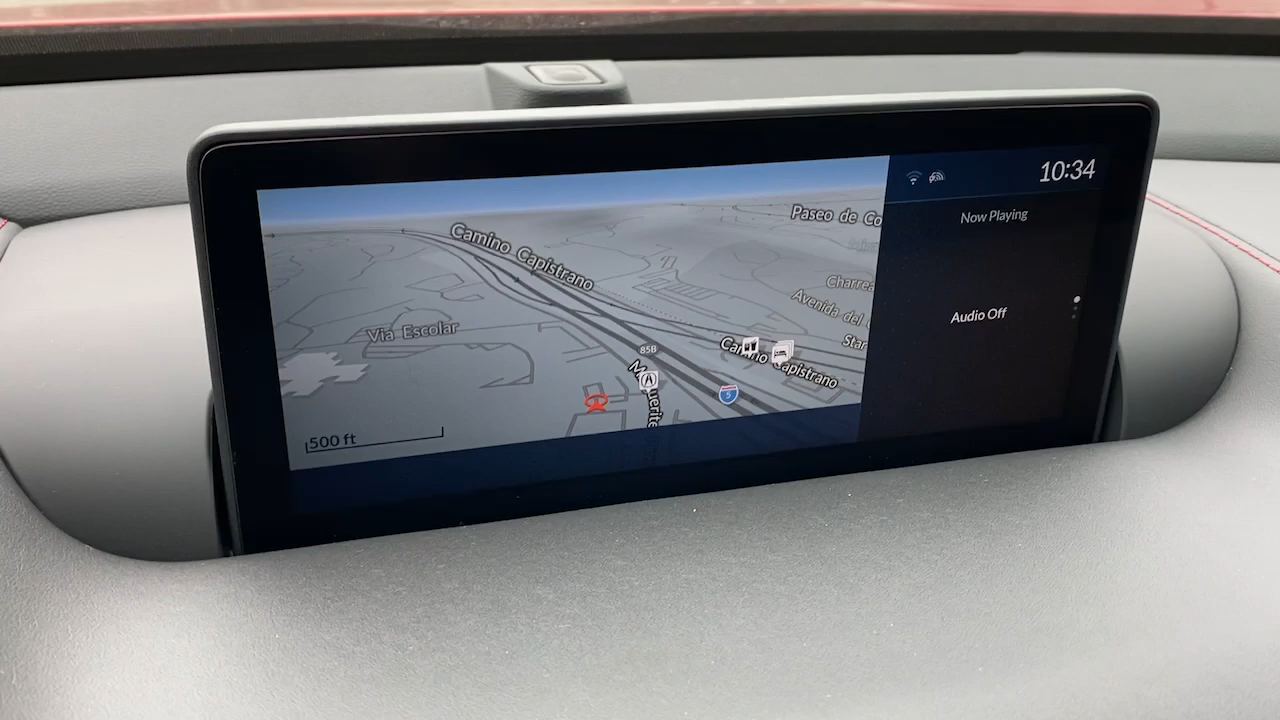 10:34
Now Playing
Audio Off
Paseo de Co
Camino Capistrano
Charrea
Avenida del
Star
Via Escolar
85B
Camino Capistrano
5
500 ft